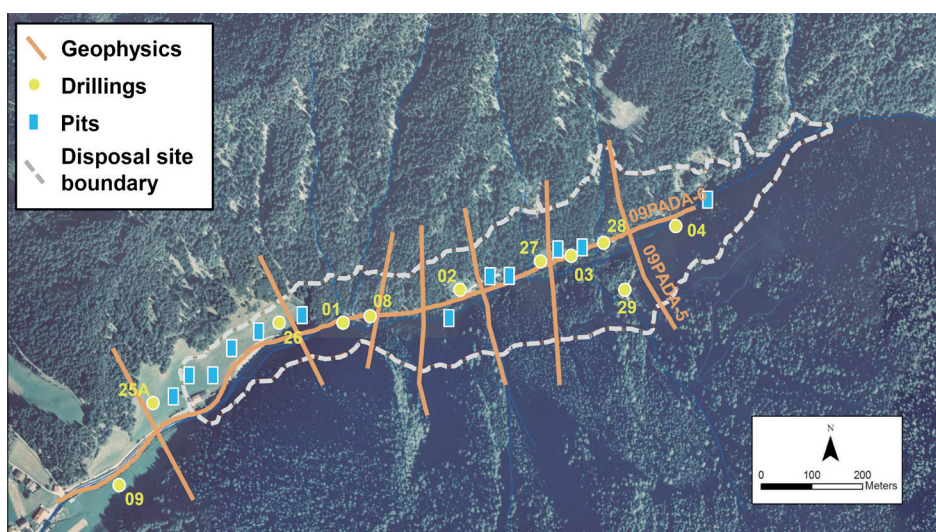 Geophysics
Drillings
Pits
Disposal site
boundary
09PADA-6
28
04
27
03
09PADA-5
02
29
08
01
26
25A
09
N
0 100 200
Meters